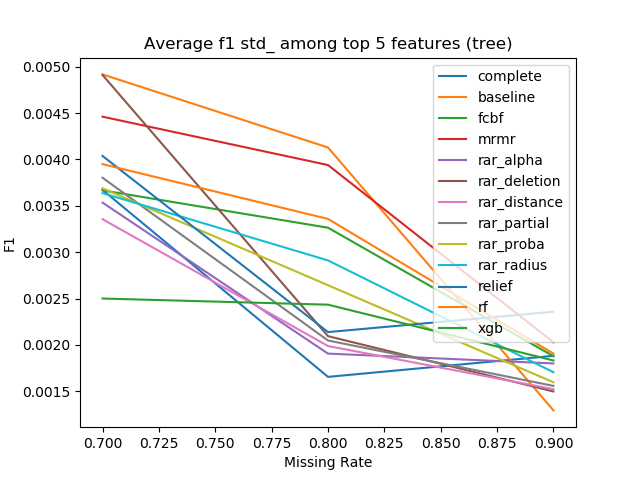 Average f1 std_ among top 5 features (tree)
F1
0.0050
0.0045
0.0040
0.0035
0.0030
0.0025
0.0020
0.0015
complete
baseline
fcbf
mrmr
rar_alpha
rar_deletion
rar_distance
rar_partial
rar_proba
rar_radius
relief
rf
xgb
0.700 0.725 0.750 0.775 0.800 0.825 0.850 0.875 0.900
Missing Rate